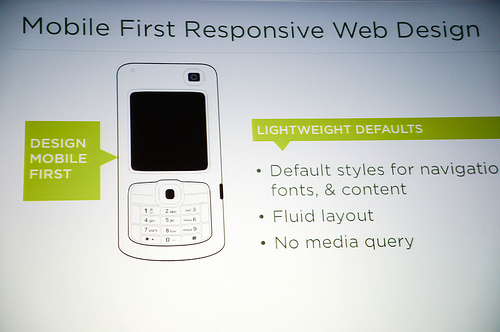 Mobile First Responsive Web Design
DESIGN
MOBILE
FIRST
LIGHTWEIGHT DEFAULTS
• Default styles for navigatio
fonts, & content
• Fluid layout
• No media query